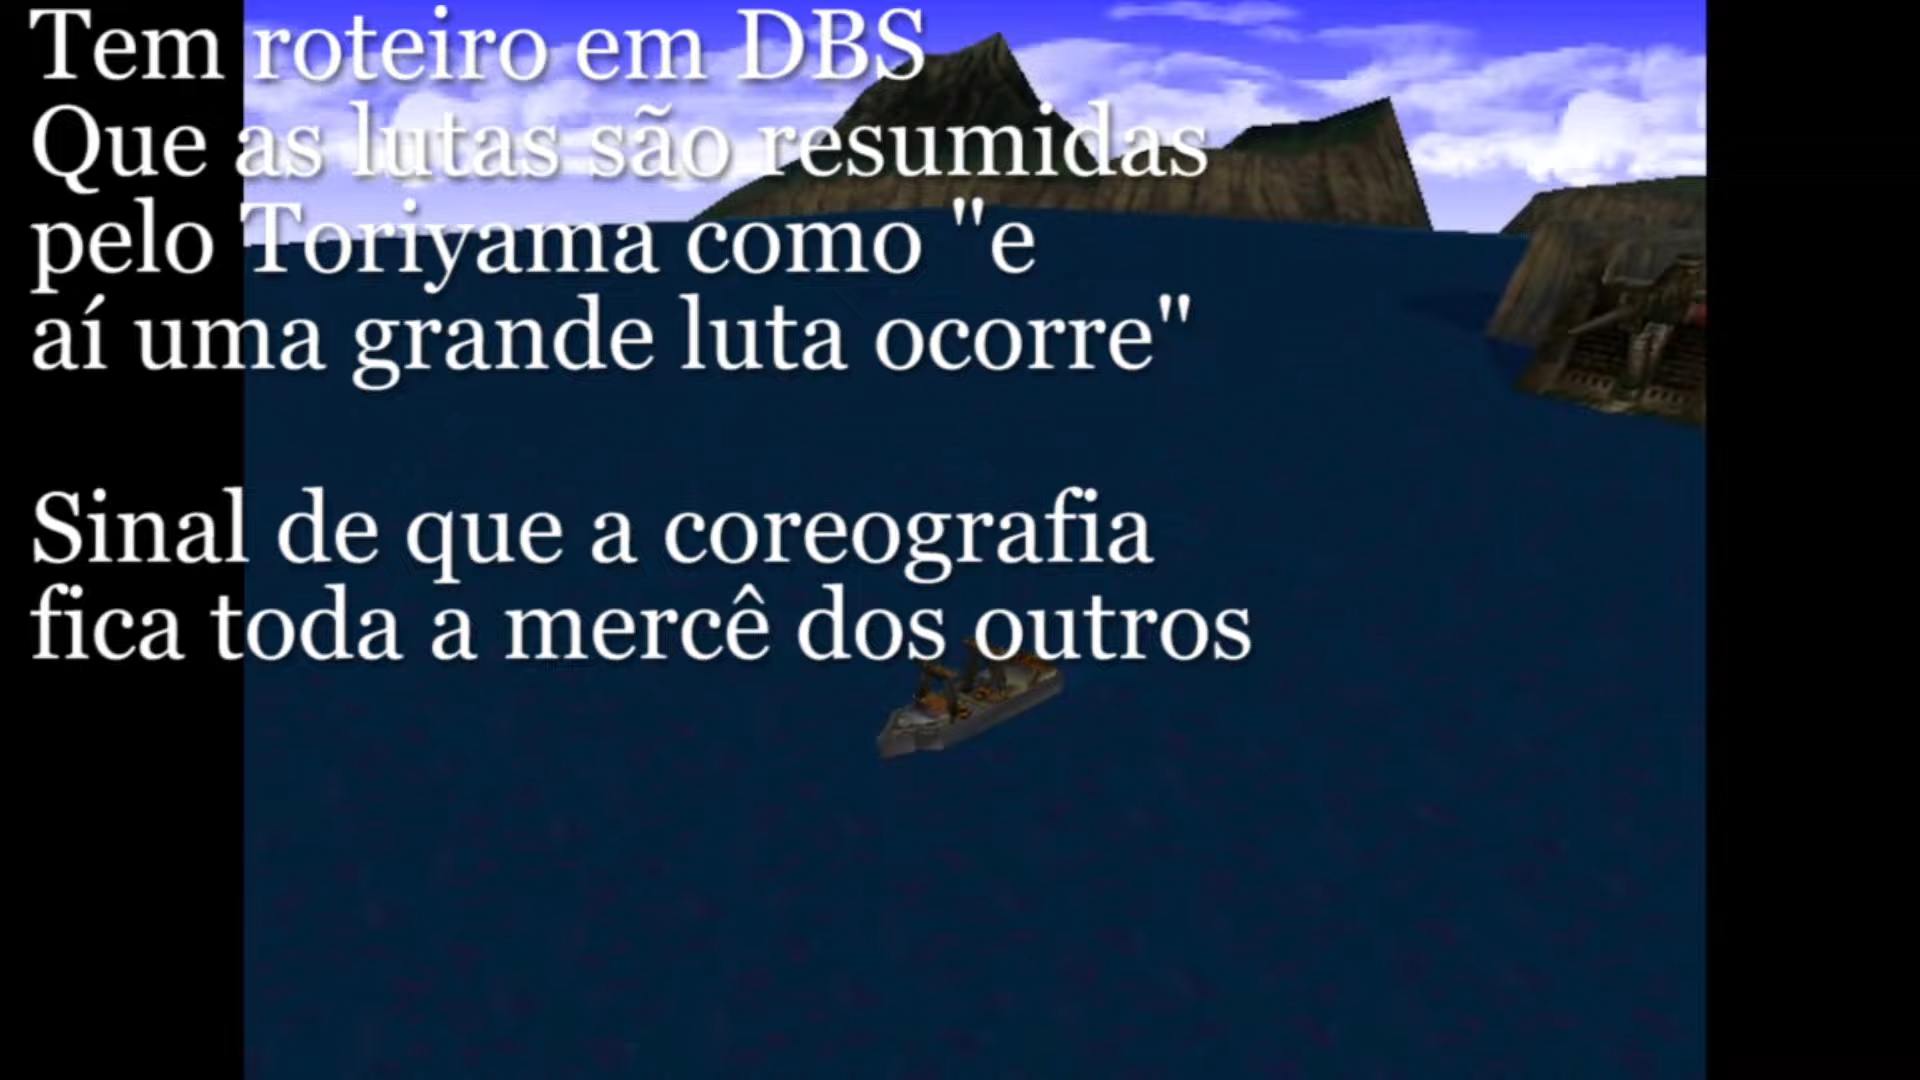 Tem roteiro em DBS
Que as lutas são resumidas
pelo Toriyama como "e
aí uma grande luta ocorre"
Sinal de que a coreografia
fica toda a mercê dos outros